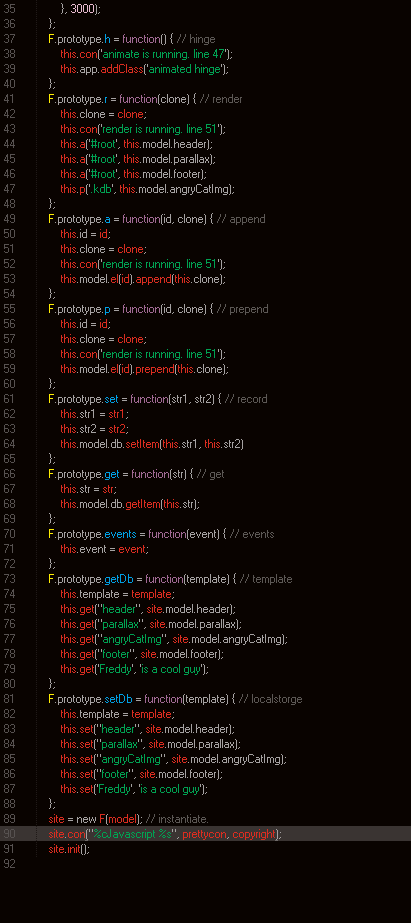 35 }, 3000);
36 };
37 F.prototype.h = function() { // hinge
38 this.con('animate is running. line 47');
39 this.app.addClass('animated hinge');
40 };
41 F.prototype.r = function(clone) { // render
42 this.clone = clone;
43 this.con('render is running. line 51');
44 this.a('#root', this.model.header);
45 this.a('#root', this.model.parallax);
46 this.a('#root', this.model.footer);
47 this.p('.kdb', this.model.angryCatImg);
48 };
49 F.prototype.a = function(id, clone) { // append
50 this.id = id;
51 this.clone = clone;
52 this.con('render is running. line 51');
53 this.model.el(id).append(this.clone);
54 };
55 F.prototype.p = function(id, clone) { // prepend
56 this.id = id;
57 this.clone = clone;
58 this.con('render is running. line 51');
59 this.model.el(id).prepend(this.clone);
60 };
61 F.prototype.set = function(str1, str2) { // record
62 this.str1 = str1;
63 this.str2 = str2;
64 this.model.db.setItem(this.str1, this.str2)
65 };
66 F.prototype.get = function(str) { // get
67 this.str = str;
68 this.model.db.getItem(this.str);
69 };
70 F.prototype.events = function(event) { // events
71 this.event = event;
72 };
73 F.prototype.getDb = function(template) { // template
74 this.template = template;
75 this.get("header", site.model.header);
76 this.get("parallax", site.model.parallax);
77 this.get("angryCatImg", site.model.angryCatImg);
78 this.get("footer", site.model.footer);
79 this.get('Freddy', 'is a cool guy');
80 };
81 F.prototype.setDb = function(template) { // localstorge
82 this.template = template;
83 this.set("header", site.model.header);
84 this.set("parallax", site.model.parallax);
85 this.set("angryCatImg", site.model.angryCatImg);
86 this.set("footer", site.model.footer);
87 this.set('Freddy', 'is a cool guy');
88 };
89 site = new F(model); // instantiate.
90 site.con("%cJavascript %s", prettycon, copyright);
91 site.init();
92